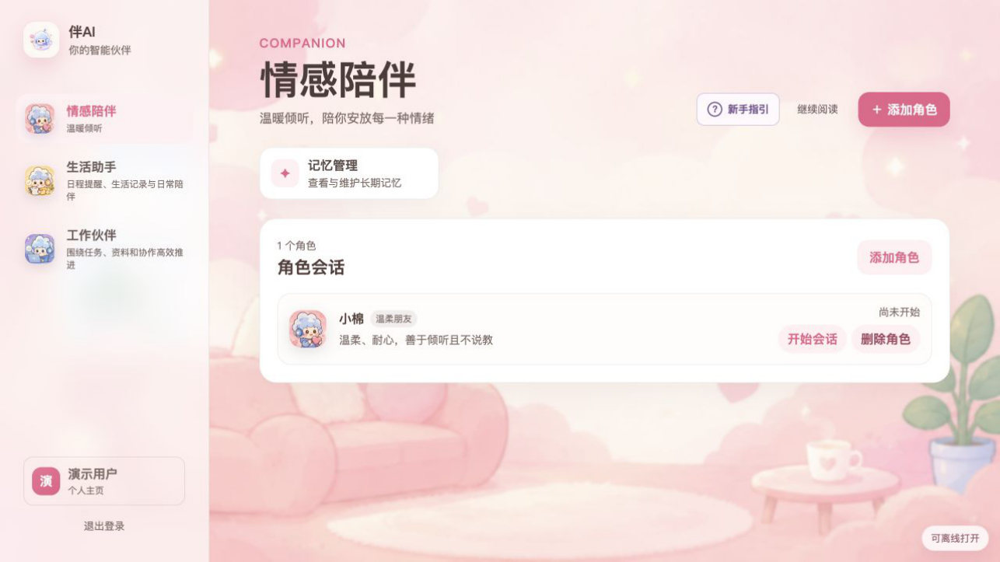 伴AI
你的智能伙伴
情感陪伴
温暖倾听
生活助手
日程提醒、生活记录与日常陪
伴
工作伙伴
围绕任务、资料和协作高效推
进
演
演示用户
个人主页
退出登录
COMPANION
情感陪伴
温暖倾听，陪你安放每一种情绪
? 新手指引
继续阅读
+ 添加角色
记忆管理
查看与维护长期记忆
1 个角色
角色会话
添加角色
小棉 温柔朋友
温柔、耐心，善于倾听且不说教
尚未开始
开始会话
删除角色
可离线打开